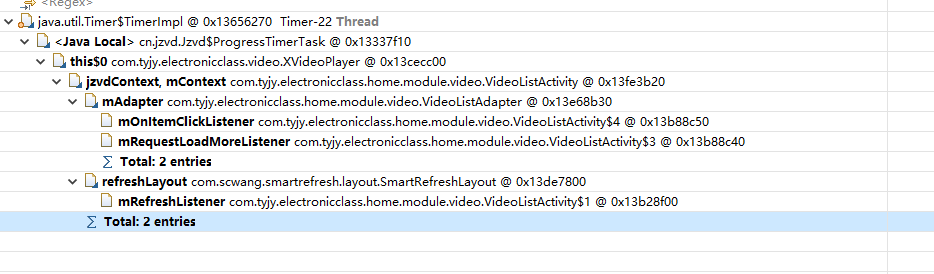 <Regex>
java.util.Timer$TimerImpl @ 0x13656270 Timer-22 Thread
<Java Local> cn.jzvd.Jzvd$ProgressTimerTask @ 0x13337f10
this$0 com.tyjy.electronicclass.video.XVideoPlayer @ 0x13cecc00
jzvdContext, mContext com.tyjy.electronicclass.home.module.video.VideoListActivity @ 0x13fe3b20
mAdapter com.tyjy.electronicclass.home.module.video.VideoListAdapter @ 0x13e68b30
mOnItemClickListener com.tyjy.electronicclass.home.module.video.VideoListActivity$4 @ 0x13b88c50
mRequestLoadMoreListener com.tyjy.electronicclass.home.module.video.VideoListActivity$3 @ 0x13b88c40
Total: 2 entries
refreshLayout com.scwang.smartrefresh.layout.SmartRefreshLayout @ 0x13de7800
mRefreshListener com.tyjy.electronicclass.home.module.video.VideoListActivity$1 @ 0x13b28f00
Total: 2 entries